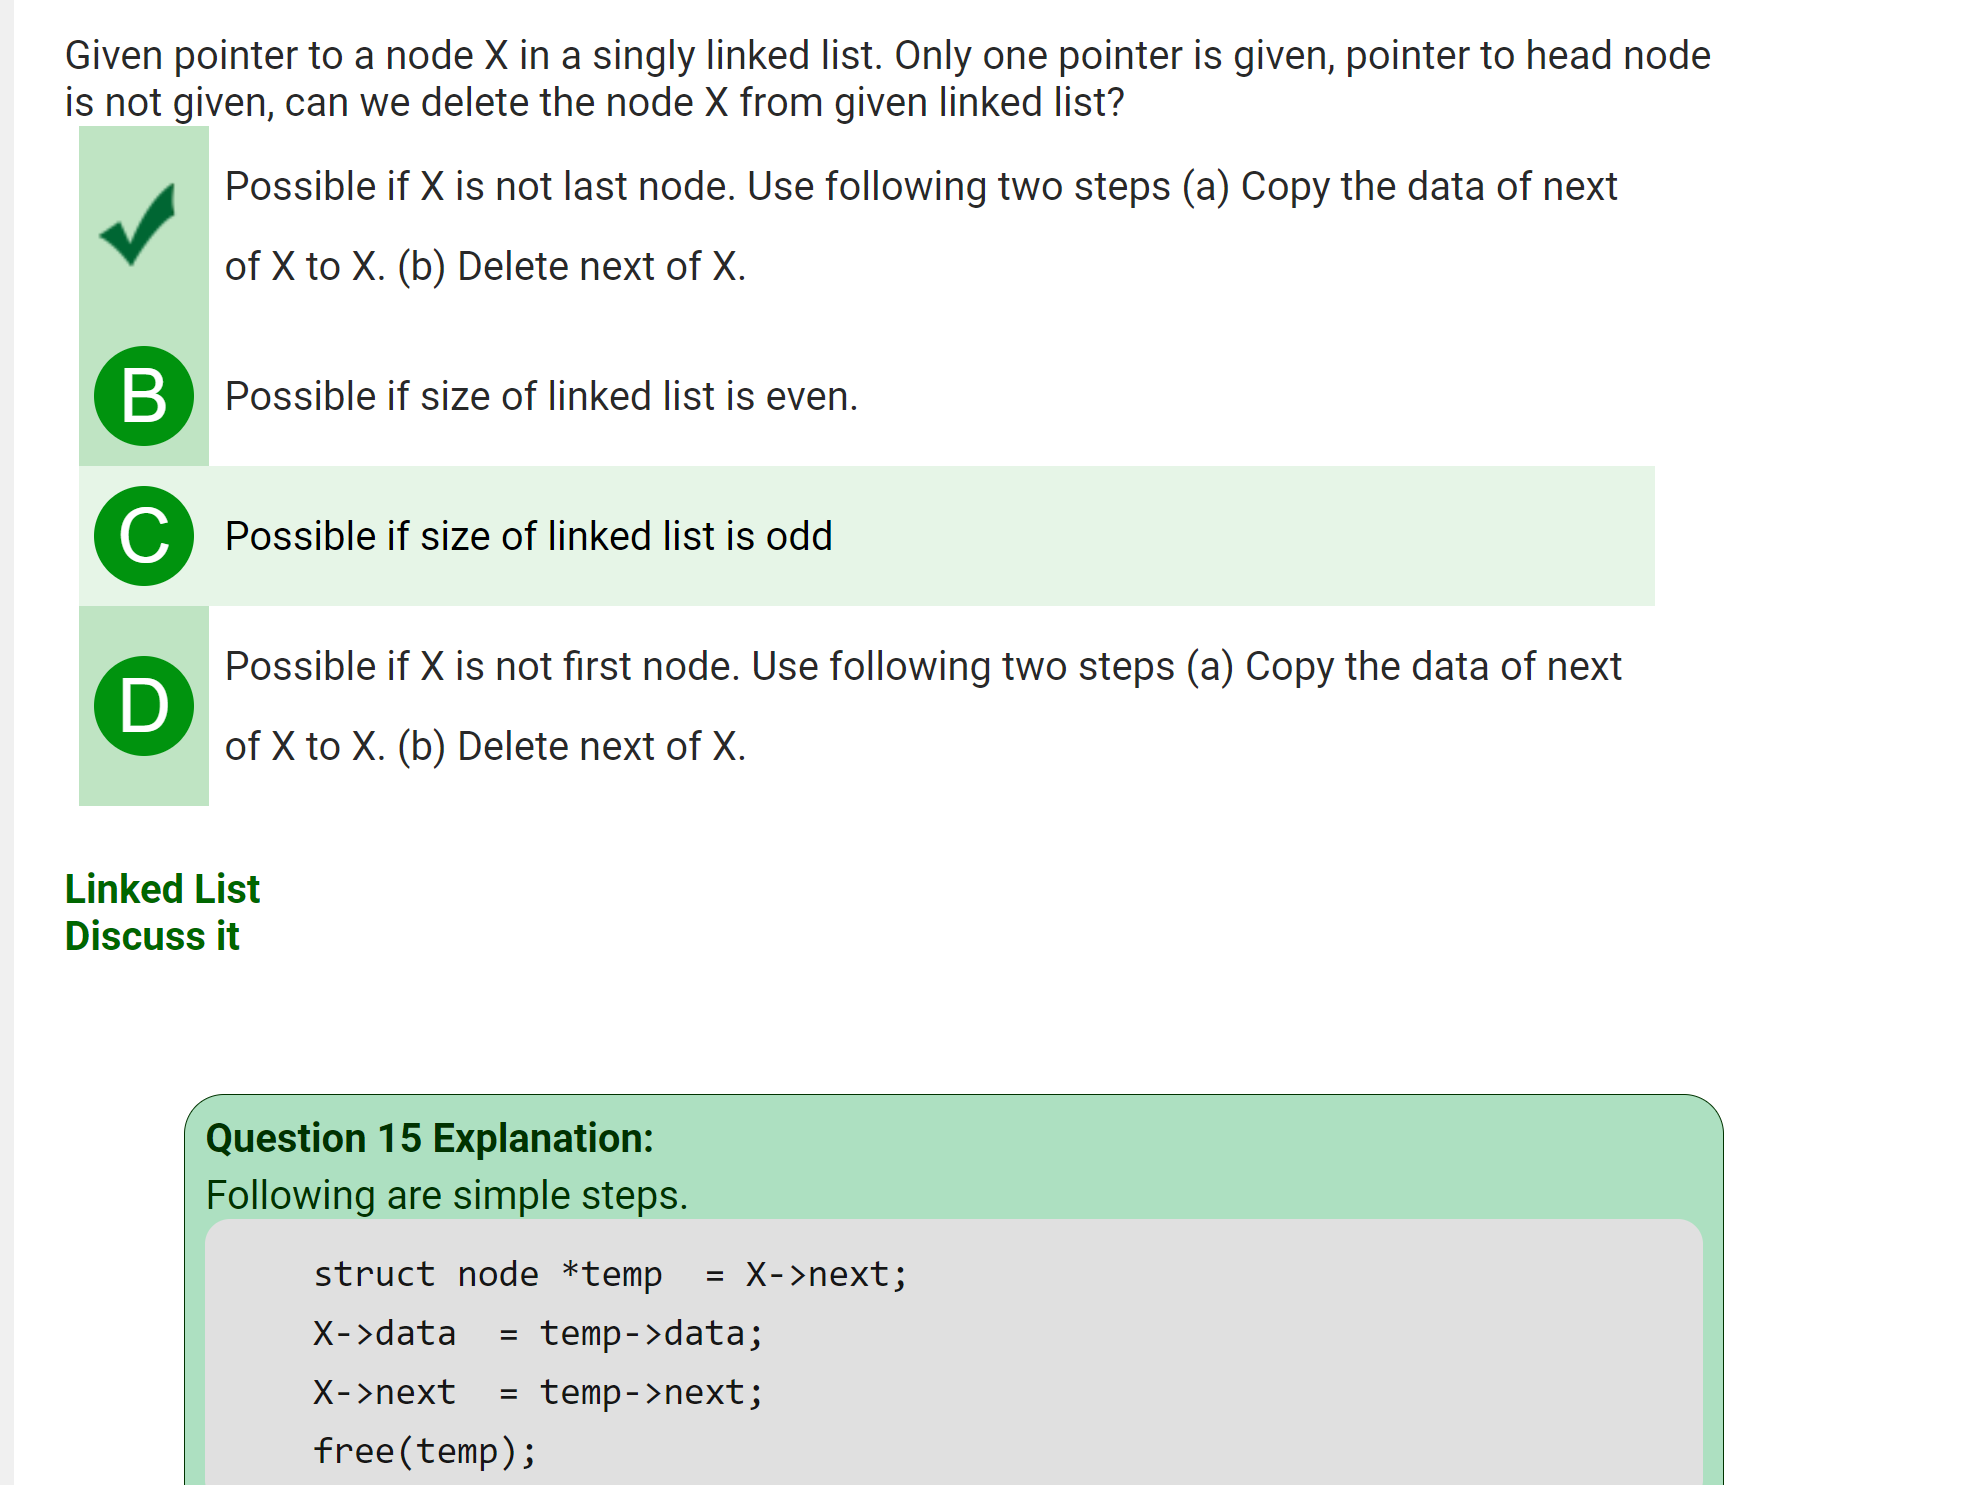 Given pointer to a node X in a singly linked list. Only one pointer is given, pointer to head node
is not given, can we delete the node X from given linked list?
Possible if X is not last node. Use following two steps (a) Copy the data of next
of X to X. (b) Delete next of X.
B
Possible if size of linked list is even.
C
Possible if size of linked list is odd
D
Possible if X is not first node. Use following two steps (a) Copy the data of next
of X to X. (b) Delete next of X.
Linked List
Discuss it
Question 15 Explanation:
Following are simple steps.
struct node *temp  = X->next;
X->data  = temp->data;
X->next  = temp->next;
free(temp);